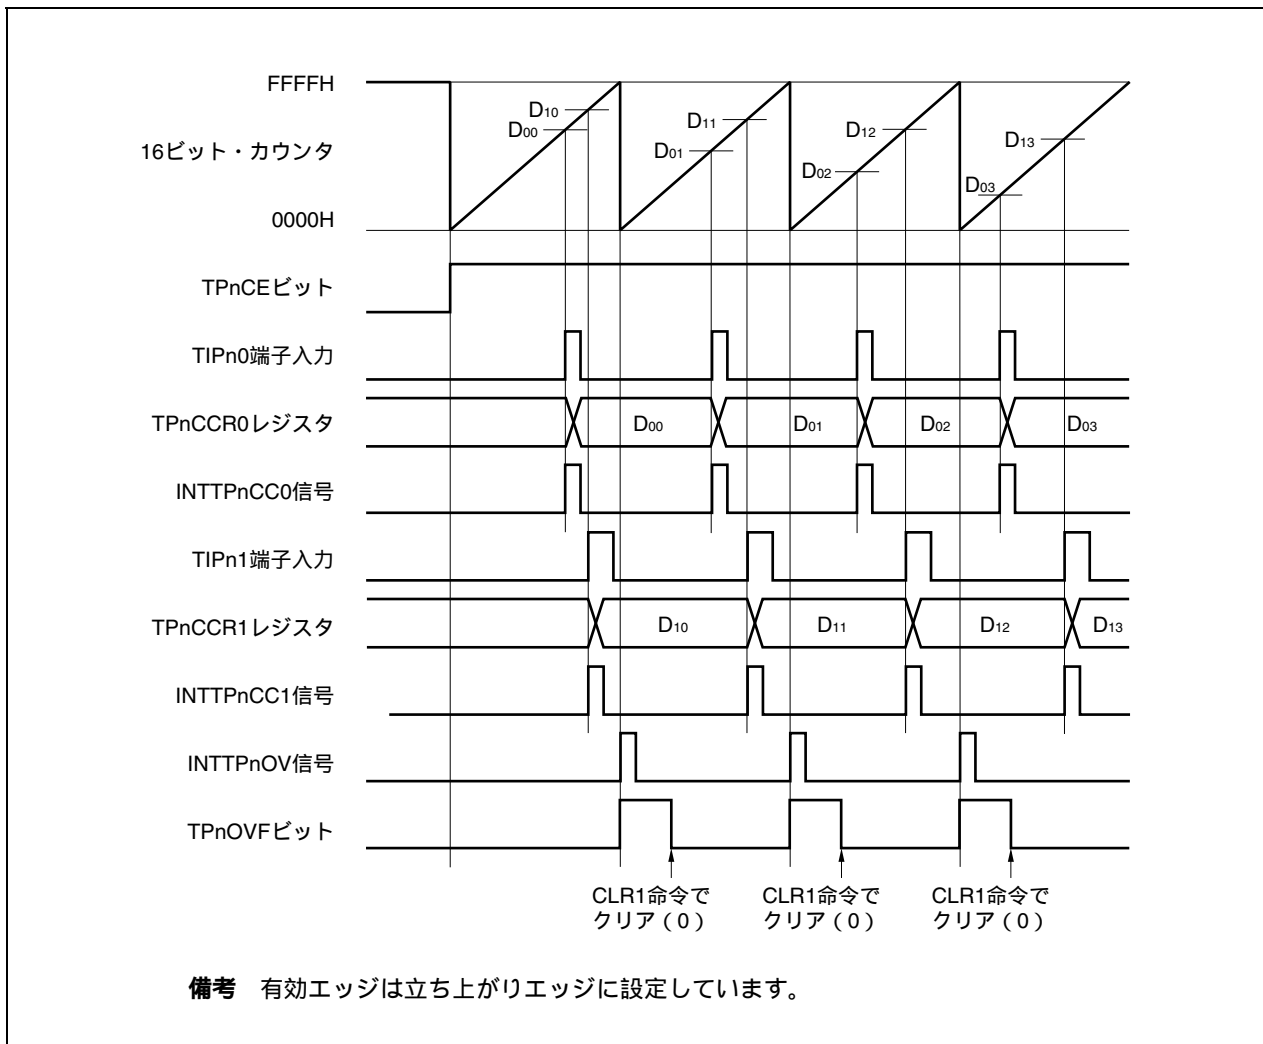 FFFFH
D10
D00
D11
D01
D12
D02
D13
D03
16ビット・カウンタ
0000H
TPnCEビット
TIPn0端子入力
TPnCCR0レジスタ
D00
D01
D02
D03
INTTPnCC0信号
TIPn1端子入力
TPnCCR1レジスタ
D10
D11
D12
D13
INTTPnCC1信号
INTTPnOV信号
TPnOVFビット
CLR1命令で
クリア（0）
CLR1命令で
クリア（0）
CLR1命令で
クリア（0）
備考　有効エッジは立ち上がりエッジに設定しています。